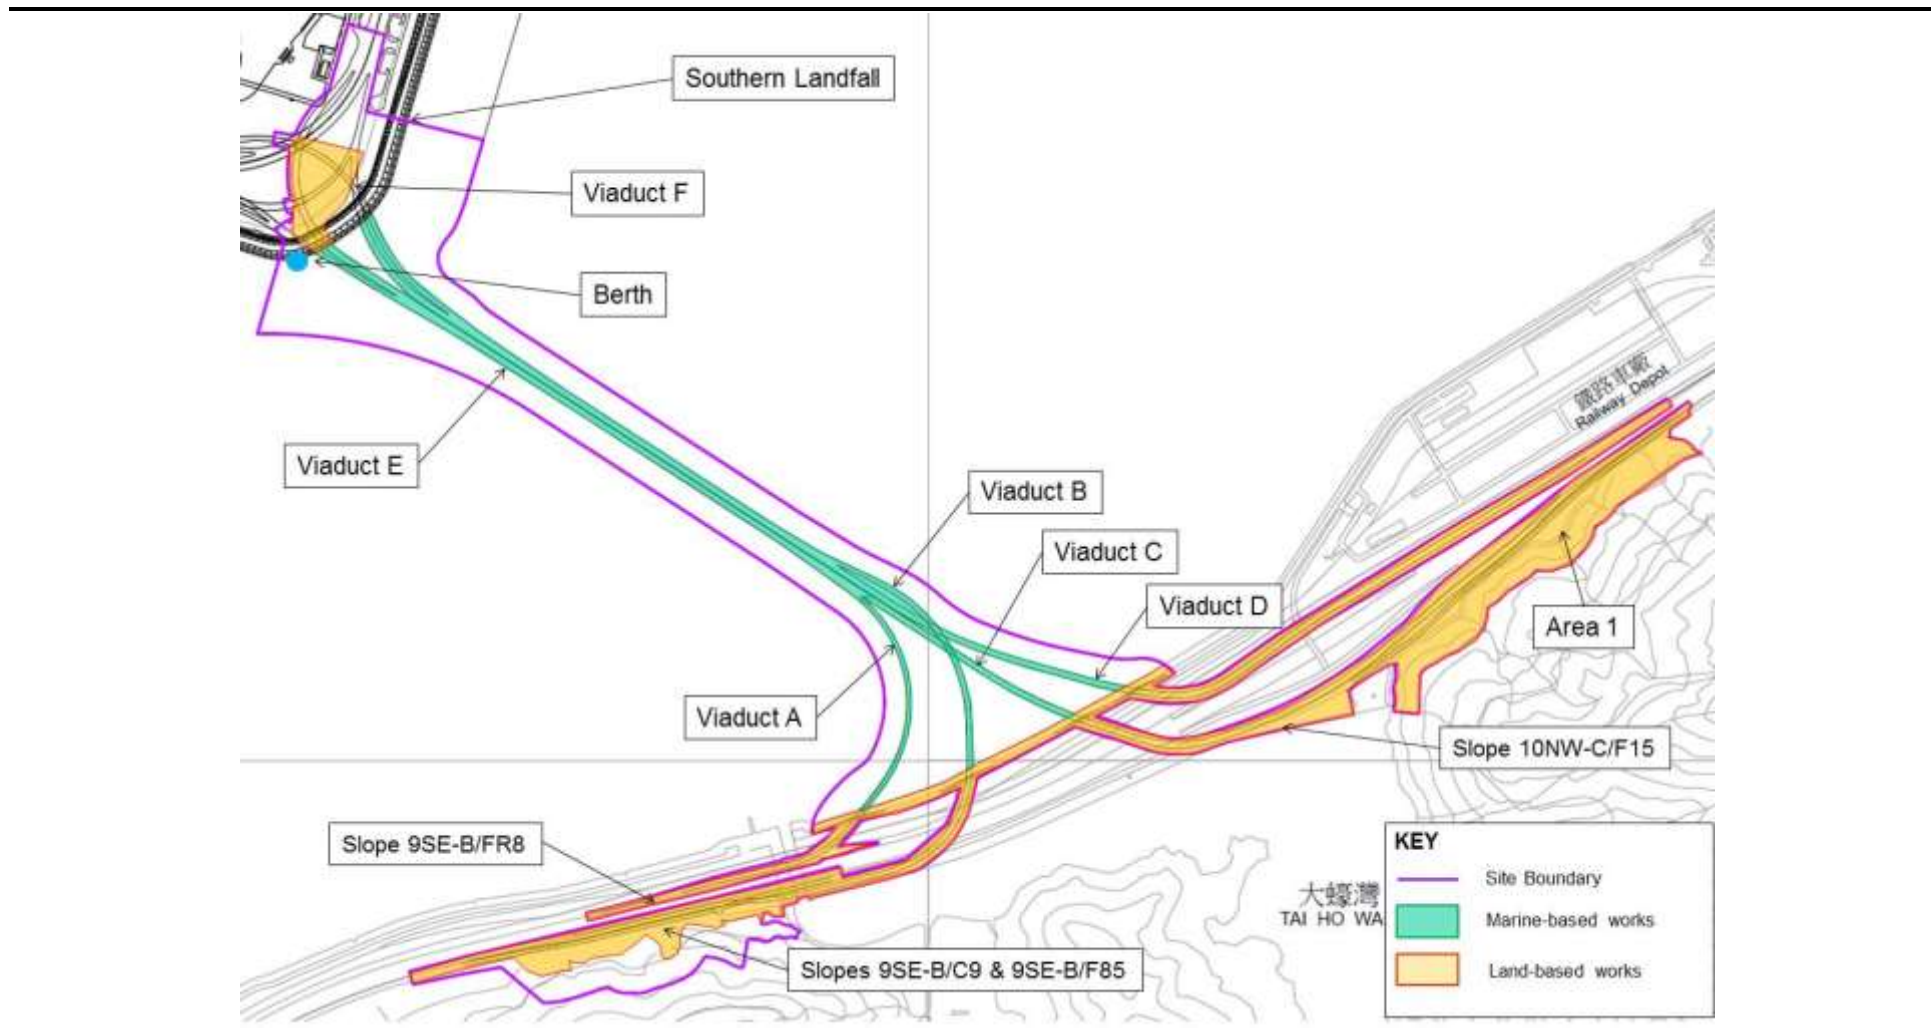 Southern Landfall
Viaduct F
Berth
鐵路車廠
Railway Depot
Viaduct E
Viaduct B
Viaduct C
Viaduct D
Area 1
Viaduct A
Slope 10NW-C/F15
Slope 9SE-B/FR8
大蠔灣
TAI HO WA
Slopes 9SE-B/C9 & 9SE-B/F85
KEY
Site Boundary
Marine-based works
Land-based works